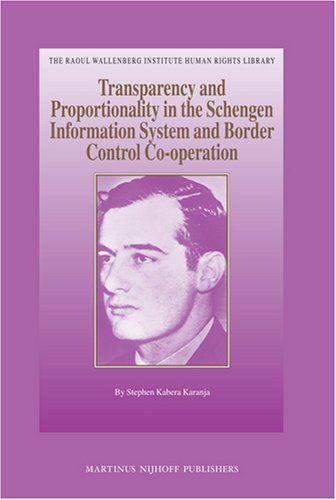 THE RAOUL WALLENBERG INSTITUTE HUMAN RIGHTS LIBRARY
Transparency and
Proportionality in the Schengen
Information System and Border
Control Co-operation
By Stephen Kabera Karanja
MARTINUS NIJHOFF PUBLISHERS